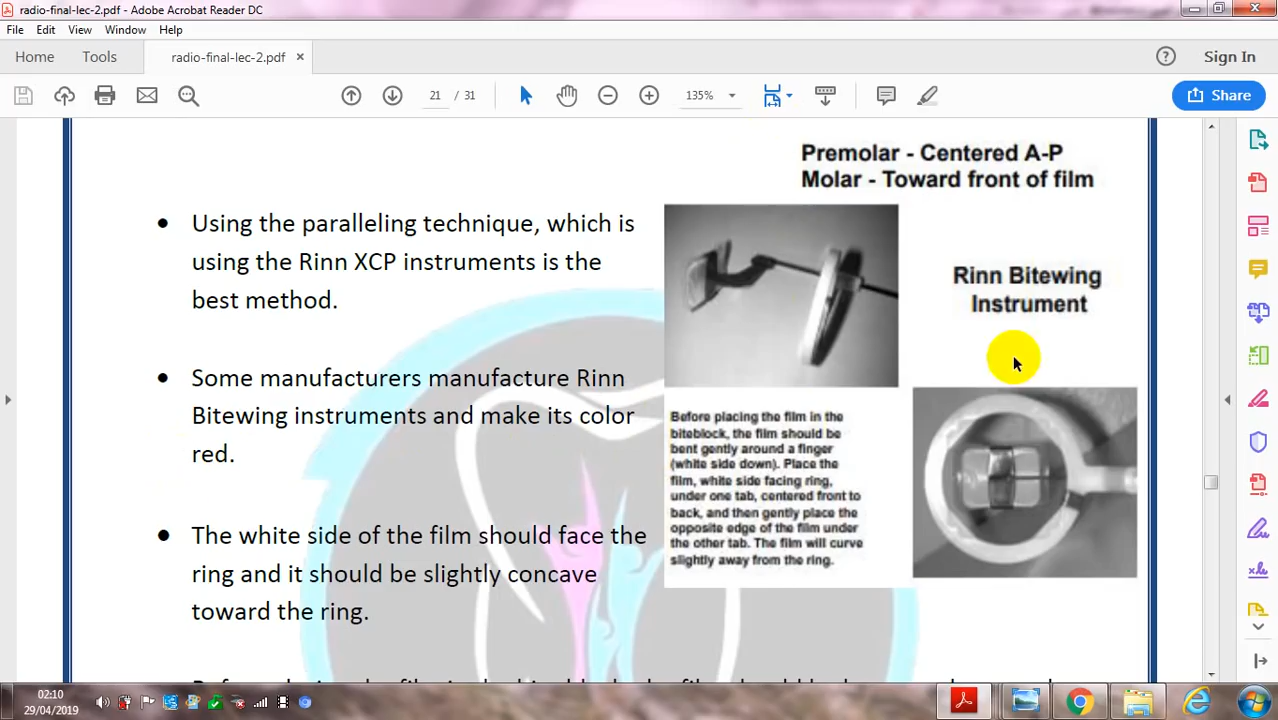 radio-final-lec-2.pdf - Adobe Acrobat Reader DC
File Edit View Window Help
Home Tools radio-final-lec-2.pdf × ? Sign In
21 / 31 135% Share
Premolar - Centered A-P
Molar - Toward front of film
• Using the paralleling technique, which is
using the Rinn XCP instruments is the
best method.
Rinn Bitewing
Instrument
• Some manufacturers manufacture Rinn
Bitewing instruments and make its color
red.
Before placing the film in the
biteblock, the film should be
bent gently around a finger
(white side down). Place the
film, white side facing ring,
under one tab, centered front to
back, and then gently place the
opposite edge of the film under
the other tab. The film will curve
slightly away from the ring.
• The white side of the film should face the
ring and it should be slightly concave
toward the ring.
02:10
29/04/2019